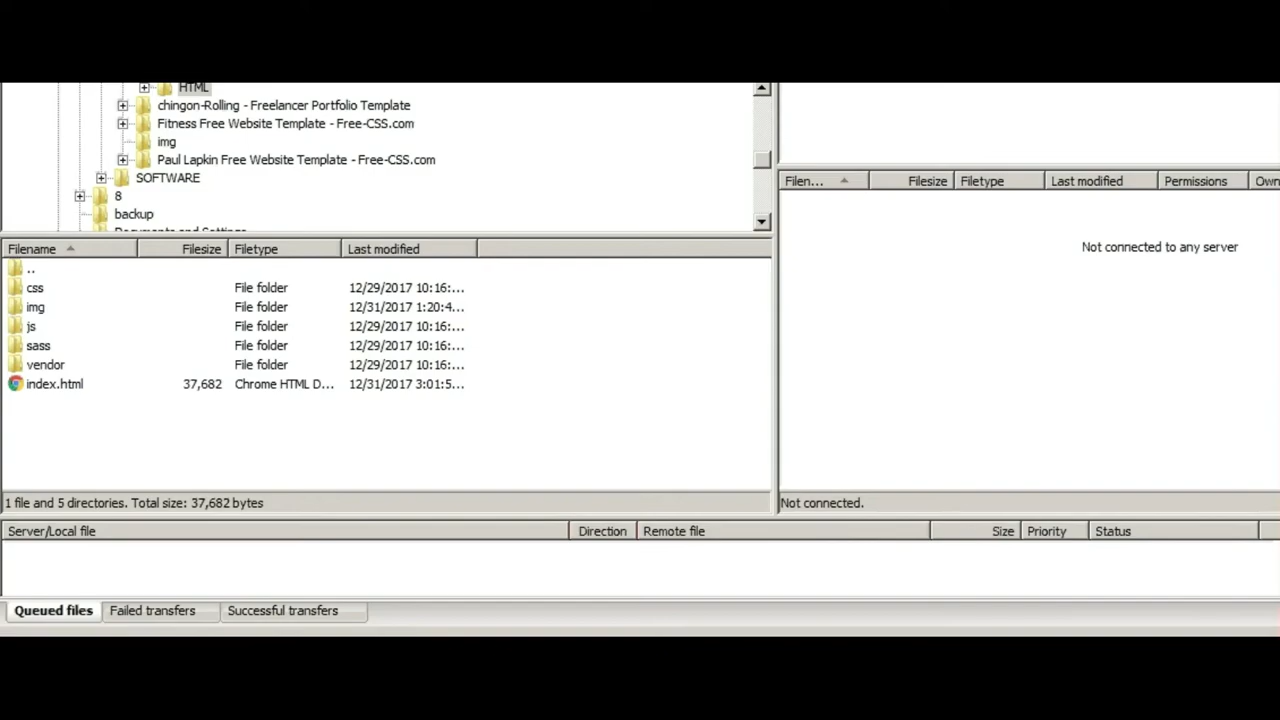 HTML
chingon-Rolling - Freelancer Portfolio Template
Fitness Free Website Template - Free-CSS.com
img
Paul Lapkin Free Website Template - Free-CSS.com
SOFTWARE
8
backup
Documents and Settings
Filename Filesize Filetype Last modified
..
css File folder 12/29/2017 10:16:...
img File folder 12/31/2017 1:20:4...
js File folder 12/29/2017 10:16:...
sass File folder 12/29/2017 10:16:...
vendor File folder 12/29/2017 10:16:...
index.html 37,682 Chrome HTML D... 12/31/2017 3:01:5...
1 file and 5 directories. Total size: 37,682 bytes
Filen... Filesize Filetype Last modified Permissions Own
Not connected to any server
Not connected.
Server/Local file Direction Remote file Size Priority Status
Queued files Failed transfers Successful transfers